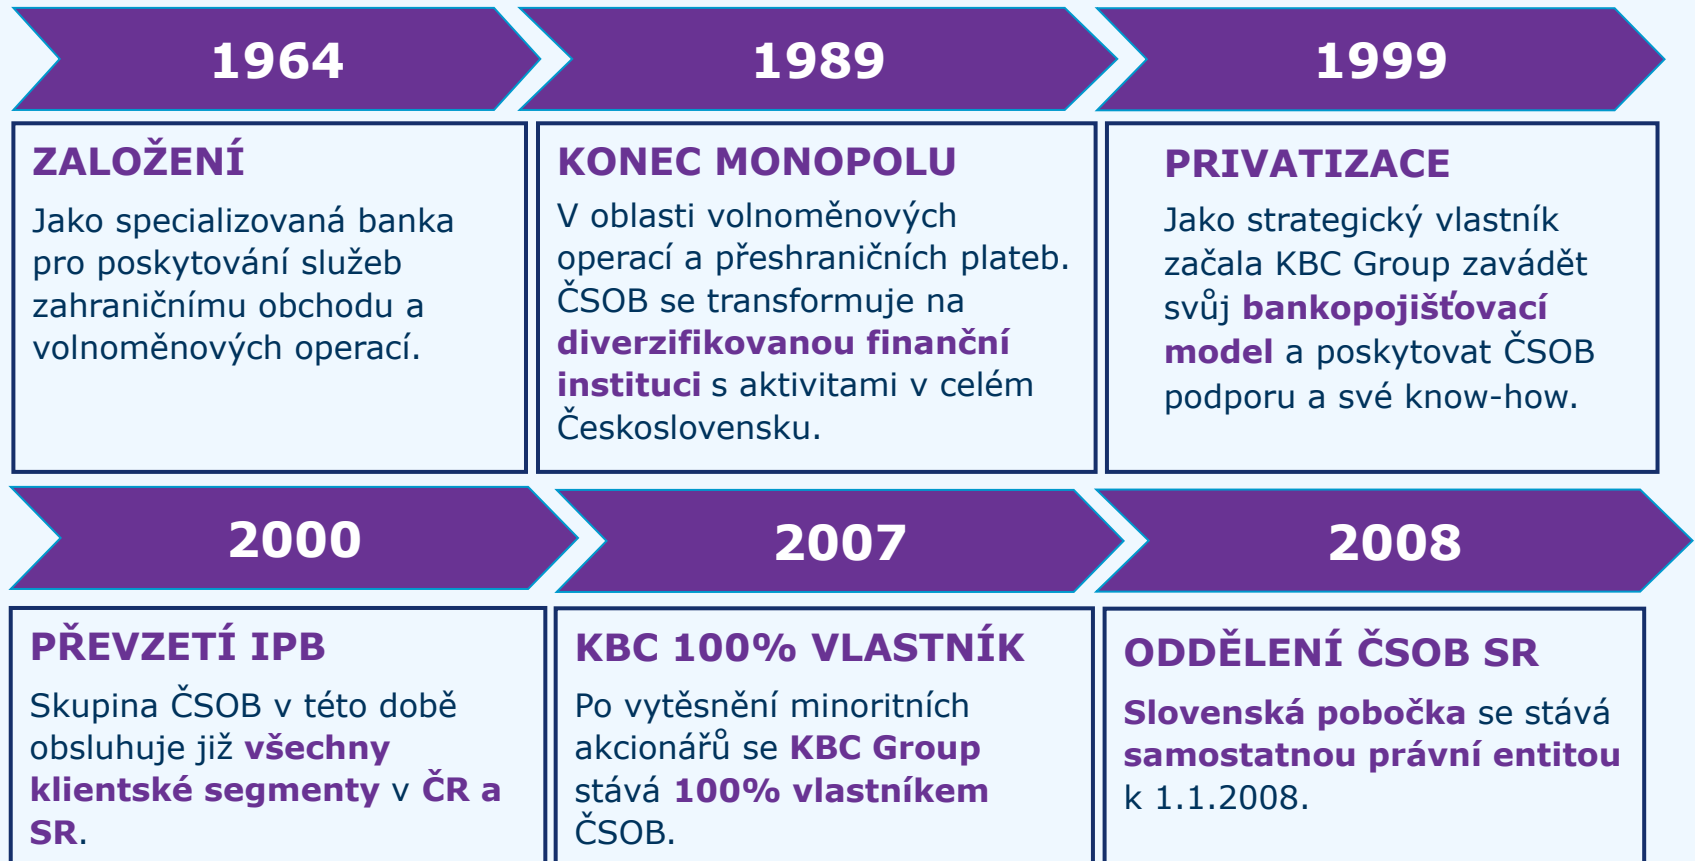 1964
ZALOŽENÍ
Jako specializovaná banka
pro poskytování služeb
zahraničnímu obchodu a
volnoměnových operací.
1989
KONEC MONOPOLU
V oblasti volnoměnových
operací a přeshraničních plateb.
ČSOB se transformuje na
diverzifikovanou finanční
instituci s aktivitami v celém
Československu.
1999
PRIVATIZACE
Jako strategický vlastník
začala KBC Group zavádět
svůj bankopojišťovací
model a poskytovat ČSOB
podporu a své know-how.
2000
PŘEVZETÍ IPB
Skupina ČSOB v této době
obsluhuje již všechny
klientské segmenty v ČR a
SR.
2007
KBC 100% VLASTNÍK
Po vytěsnění minoritních
akcionářů se KBC Group
stává 100% vlastníkem
ČSOB.
2008
ODDĚLENÍ ČSOB SR
Slovenská pobočka se stává
samostatnou právní entitou
k 1.1.2008.